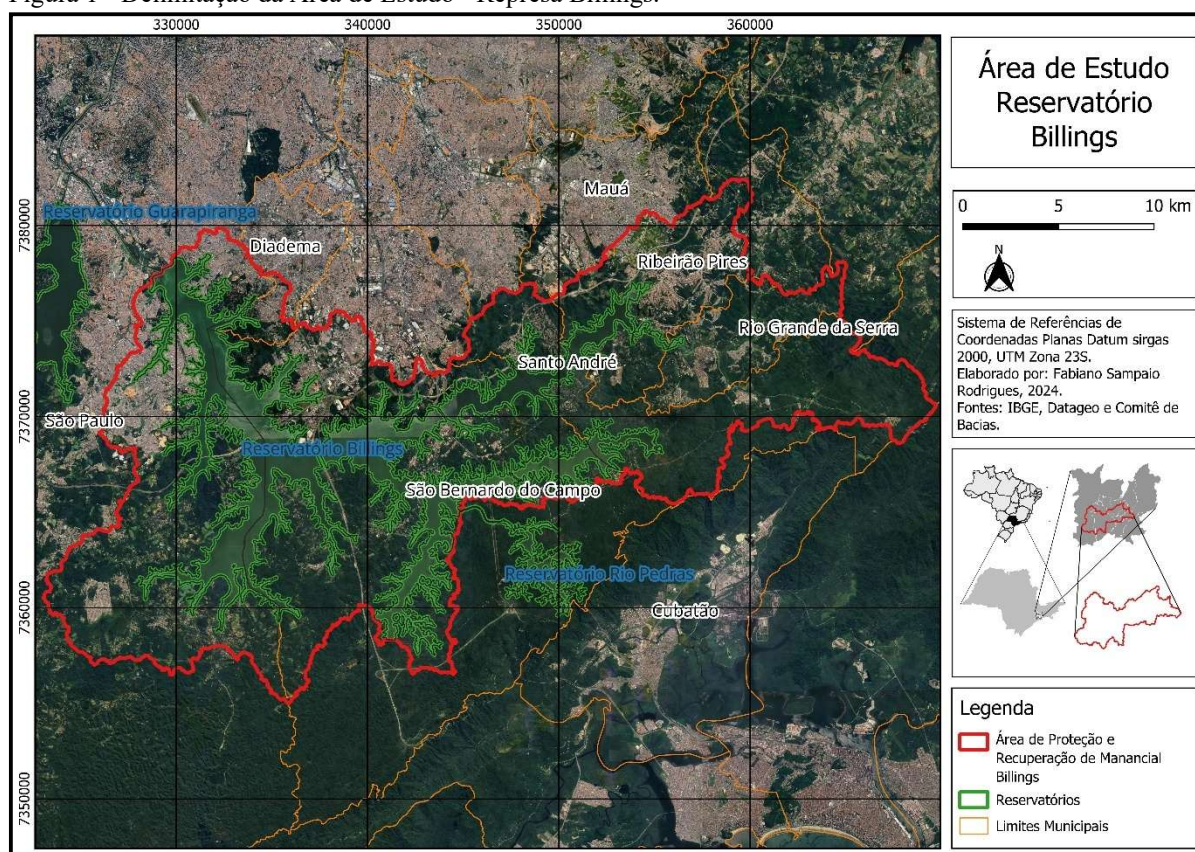 Figura 1 - Delimitação da Área de Estudo - Represa Billings.
330000
340000
350000
360000
7380000
7370000
7360000
7350000
Reservatório Guarapiranga
Diadema
Mauá
Ribeirão Pires
Rio Grande da Serra
Santo André
São Paulo
Reservatório Billings
São Bernardo do Campo
Reservatório Rio Pedras
Cubatão
Área de Estudo
Reservatório
Billings
0 5 10 km
N
Sistema de Referências de
Coordenadas Planas Datum sirgas
2000, UTM Zona 23S.
Elaborado por: Fabiano Sampaio
Rodrigues, 2024.
Fontes: IBGE, Datageo e Comitê de
Bacias.
Legenda
Área de Proteção e
Recuperação de Manancial
Billings
Reservatórios
Limites Municipais